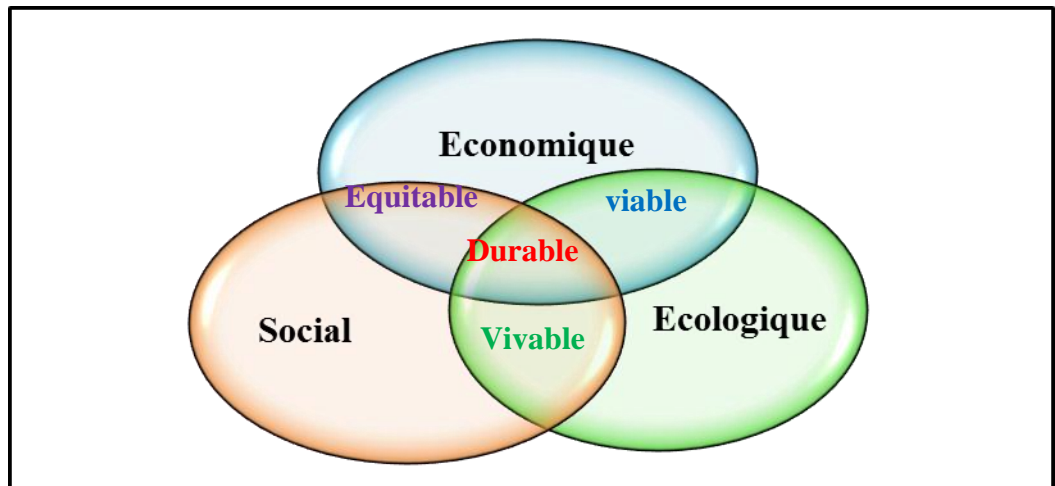 Economique
Equitable
viable
Durable
Social
Ecologique
Vivable